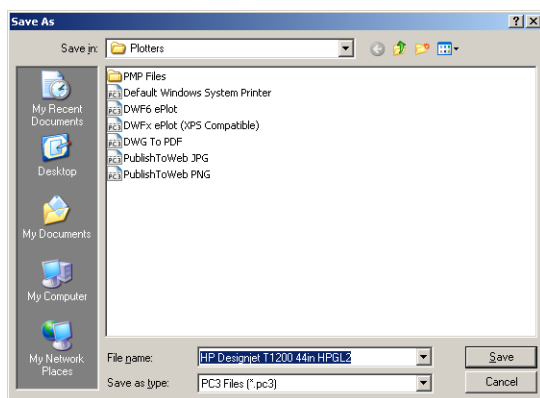 Save As
Save in:
Plotters
My Recent
Documents
Desktop
My Documents
My Computer
My Network
Places
PMP Files
Default Windows System Printer
DWF6 ePlot
DWFx ePlot (XPS Compatible)
DWG To PDF
PublishToWeb JPG
PublishToWeb PNG
File name:
HP Designjet T1200 44in HPGL2
Save
Save as type:
PC3 Files (*.pc3)
Cancel